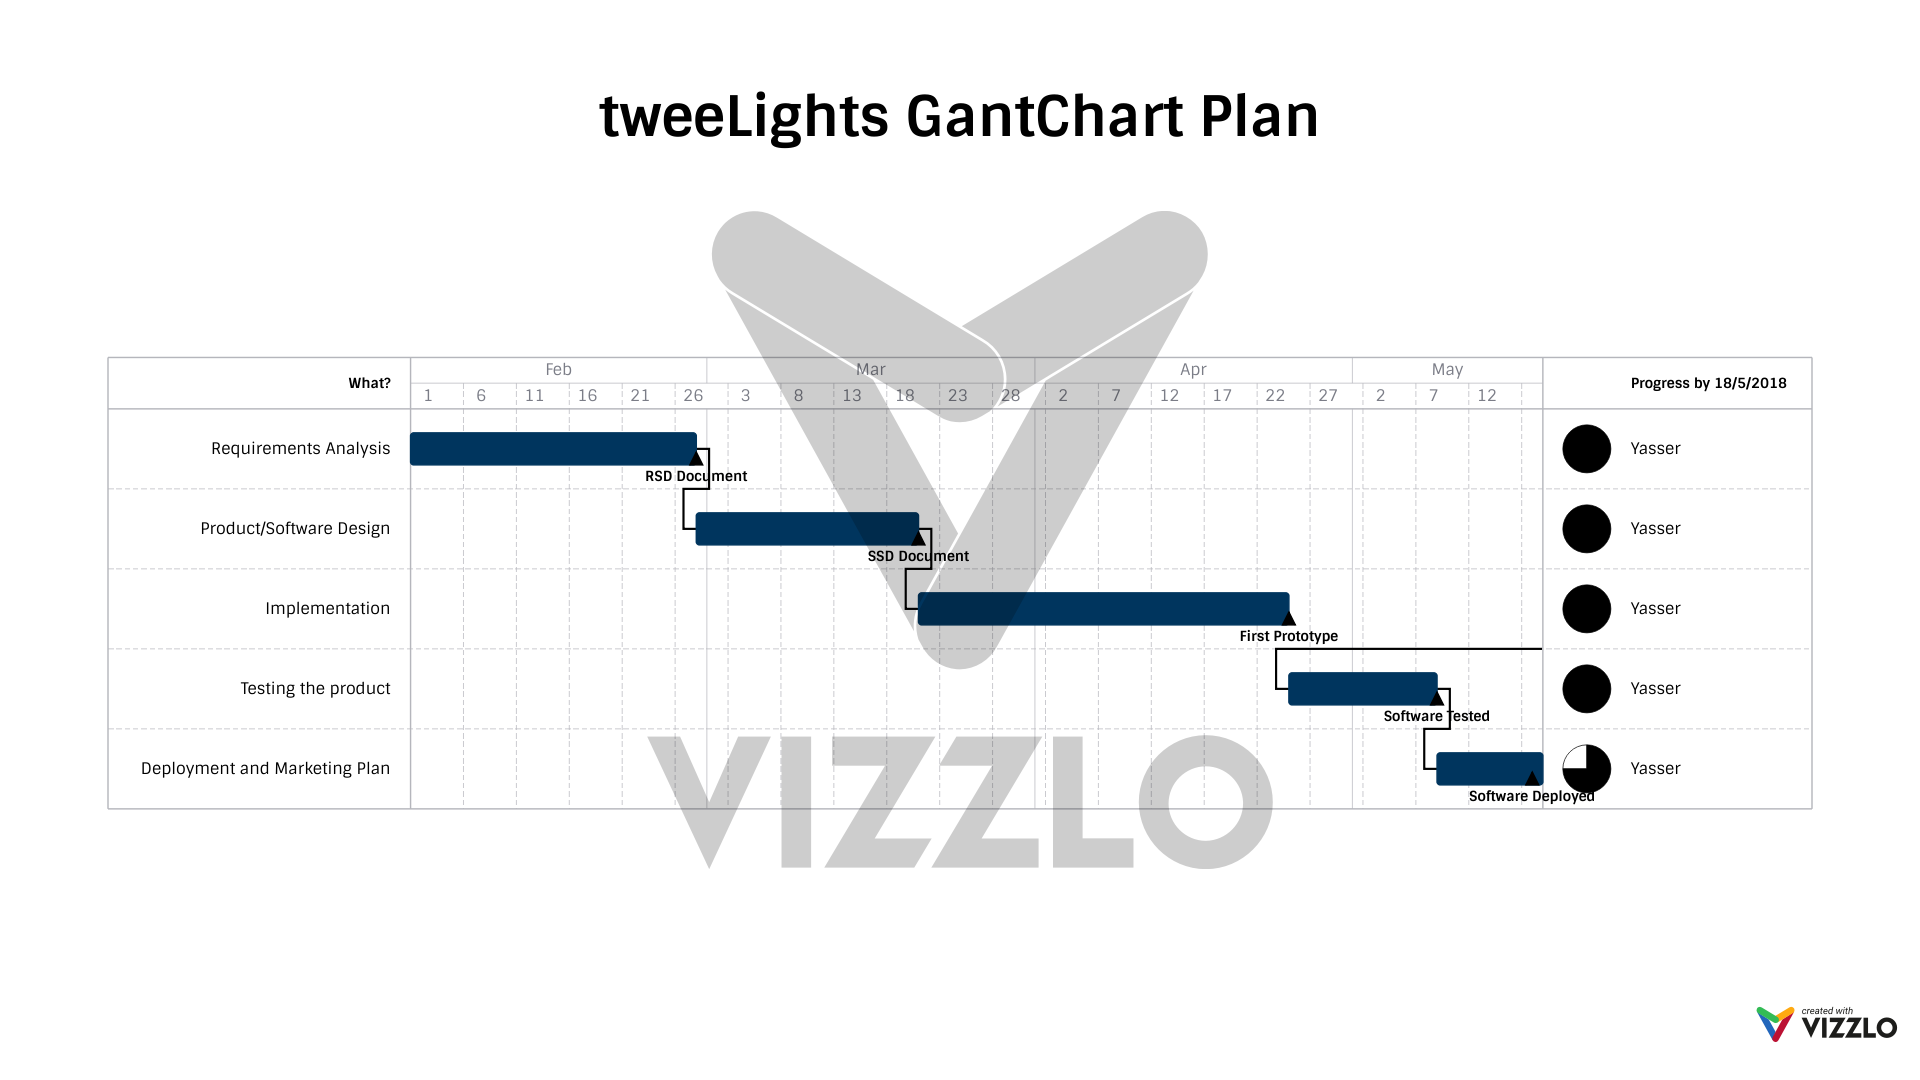 tweeLights GantChart Plan
What?
Feb Mar Apr May
1 6 11 16 21 26 3 8 13 18 23 28 2 7 12 17 22 27 2 7 12
Progress by 18/5/2018
Requirements Analysis
RSD Document
Yasser
Product/Software Design
SSD Document
Yasser
Implementation
First Prototype
Yasser
Testing the product
Software Tested
Yasser
Deployment and Marketing Plan
Software Deployed
Yasser
VIZZLO
created with
VIZZLO